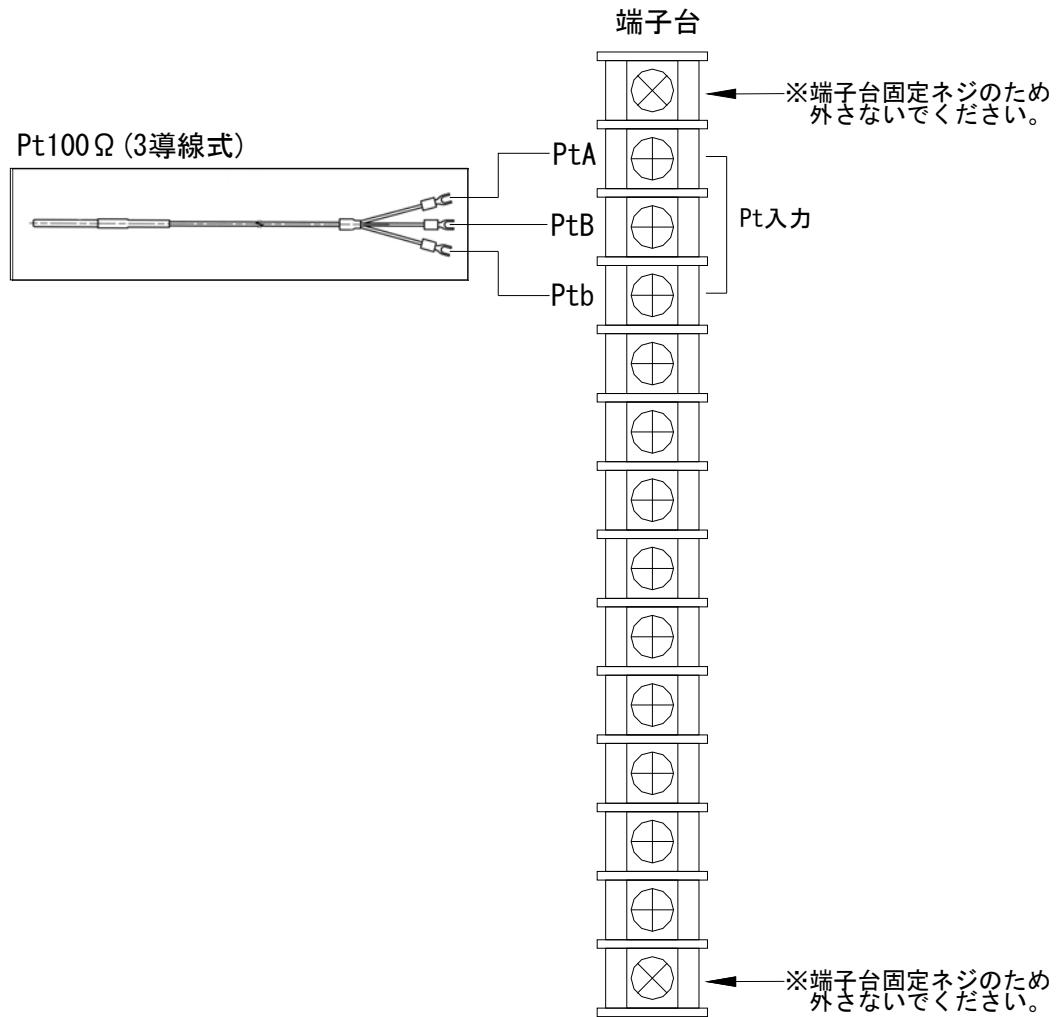 端子台
※端子台固定ネジのため
外さないでください。
Pt100Ω(3導線式)
PtA
PtB
Ptb
Pt入力
※端子台固定ネジのため
外さないでください。